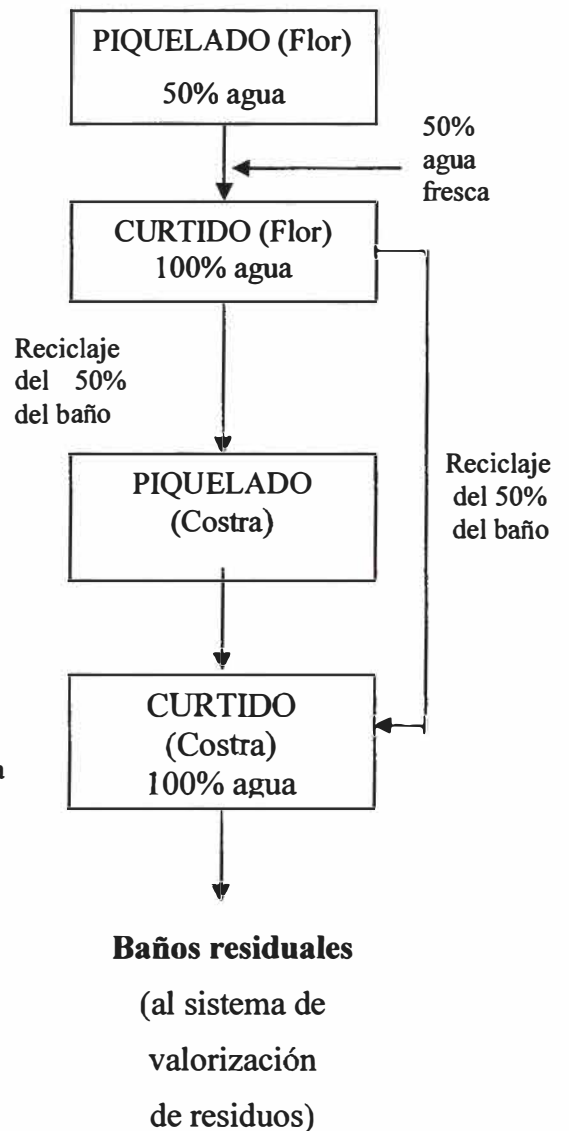 PIQUELADO (Flor)
50% agua
50%
agua
fresca
CURTIDO (Flor)
100% agua
Reciclaje
del 50%
del baño
PIQUELADO
(Costra)
Reciclaje
del 50%
del baño
CURTIDO
(Costra)
100% agua
a
Baños residuales
(al sistema de
valorización
de residuos)